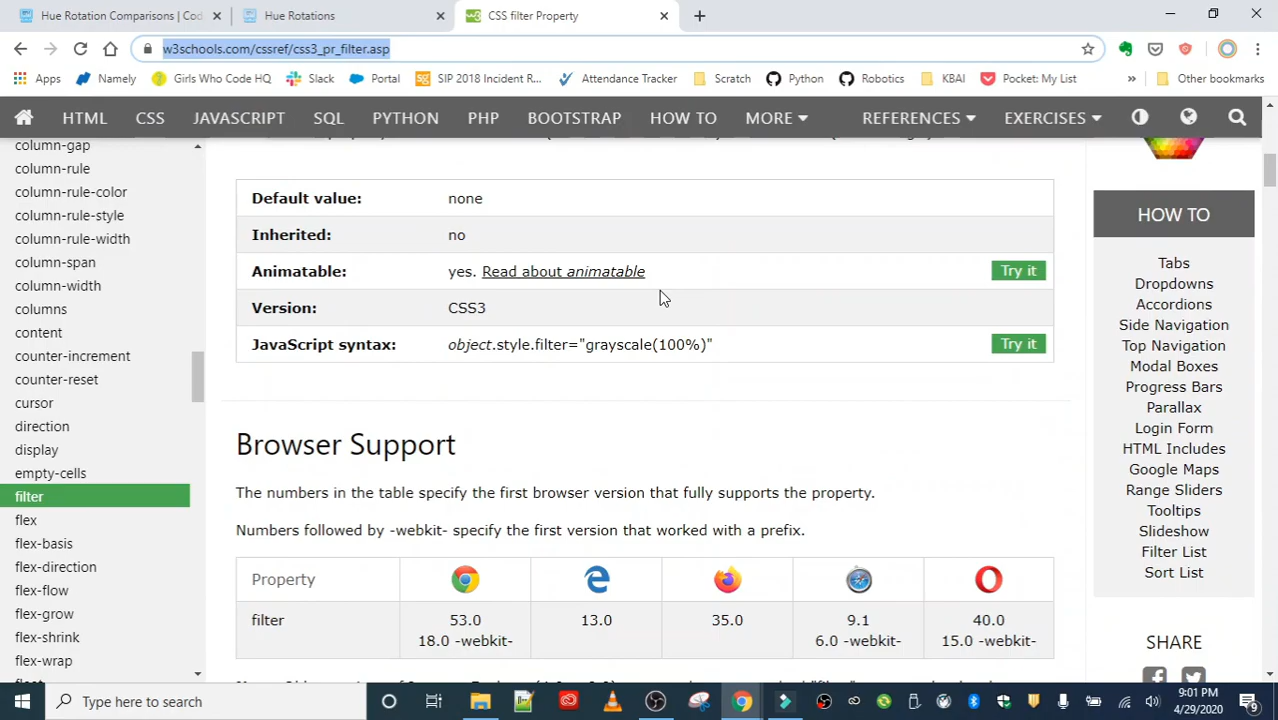 Hue Rotation Comparisons | Cod
Hue Rotations
CSS filter Property
w3schools.com/cssref/css3_pr_filter.asp
Apps
Namely
Girls Who Code HQ
Slack
Portal
SIP 2018 Incident R...
Attendance Tracker
Scratch
Python
Robotics
KBAI
Pocket: My List
»
Other bookmarks
HTML
CSS
JAVASCRIPT
SQL
PYTHON
PHP
BOOTSTRAP
HOW TO
MORE
REFERENCES
EXERCISES
column-gap
column-rule
column-rule-color
column-rule-style
column-rule-width
column-span
column-width
columns
content
counter-increment
counter-reset
cursor
direction
display
empty-cells
filter
flex
flex-basis
flex-direction
flex-flow
flex-grow
flex-shrink
flex-wrap
Default value: none
Inherited: no
Animatable: yes. Read about animatable Try it
Version: CSS3
JavaScript syntax: object.style.filter="grayscale(100%)" Try it
Browser Support
The numbers in the table specify the first browser version that fully supports the property.
Numbers followed by -webkit- specify the first version that worked with a prefix.
Property
filter 53.0 13.0 35.0 9.1 40.0
18.0 -webkit- 6.0 -webkit- 15.0 -webkit-
HOW TO
Tabs
Dropdowns
Accordions
Side Navigation
Top Navigation
Modal Boxes
Progress Bars
Parallax
Login Form
HTML Includes
Google Maps
Range Sliders
Tooltips
Slideshow
Filter List
Sort List
SHARE
Type here to search
9:01 PM
4/29/2020
9